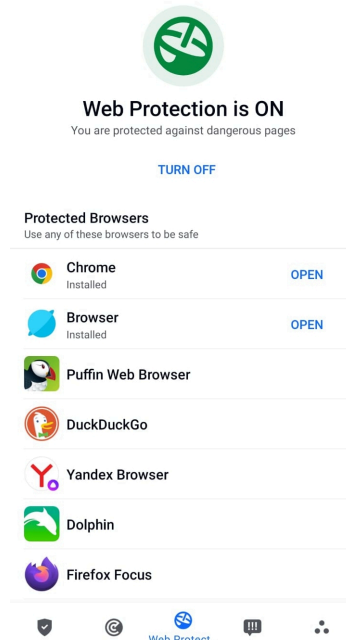 Web Protection is ON
You are protected against dangerous pages
TURN OFF
Protected Browsers
Use any of these browsers to be safe
Chrome
Installed
OPEN
Browser
Installed
OPEN
Puffin Web Browser
DuckDuckGo
Yandex Browser
Dolphin
Firefox Focus
Web Protect